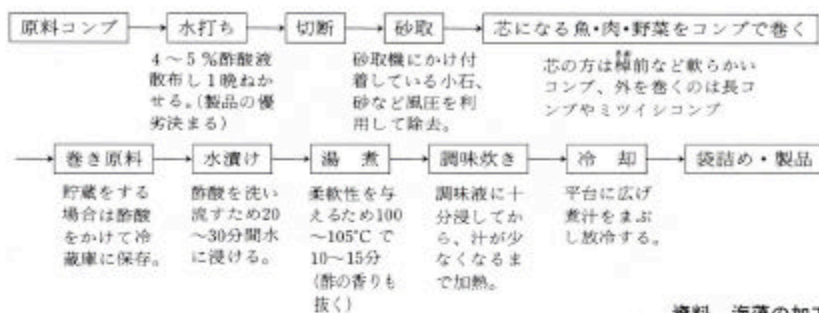 原料コンブ → 水打ち → 切断 → 砂取 → 芯になる魚・肉・野菜をコンブで巻く
4~5%酢酸液
散布し1晩ねか
せる。(製品の優
劣決まる)
砂取機にかけ付
着している小石、
砂など風圧を利
用して除去。
芯の方は棹前など軟らかい
コンブ、外を巻くのは長コ
ンブやミツイシコンブ
→ 巻き原料 → 水漬け → 湯煮 → 調味炊き → 冷却 → 袋詰め・製品
貯蔵をする
場合は酢酸
をかけて冷
蔵庫に保存。
酢酸を洗い
流すため20
~30分間水
に浸ける。
柔軟性を与
えるため100
~105℃で
10~15分
(酢の香りも
抜く)
調味液に十
分浸してか
ら、汁が少
なくなるま
で加熱。
平台に広げ
煮汁をまぶ
し放冷する。